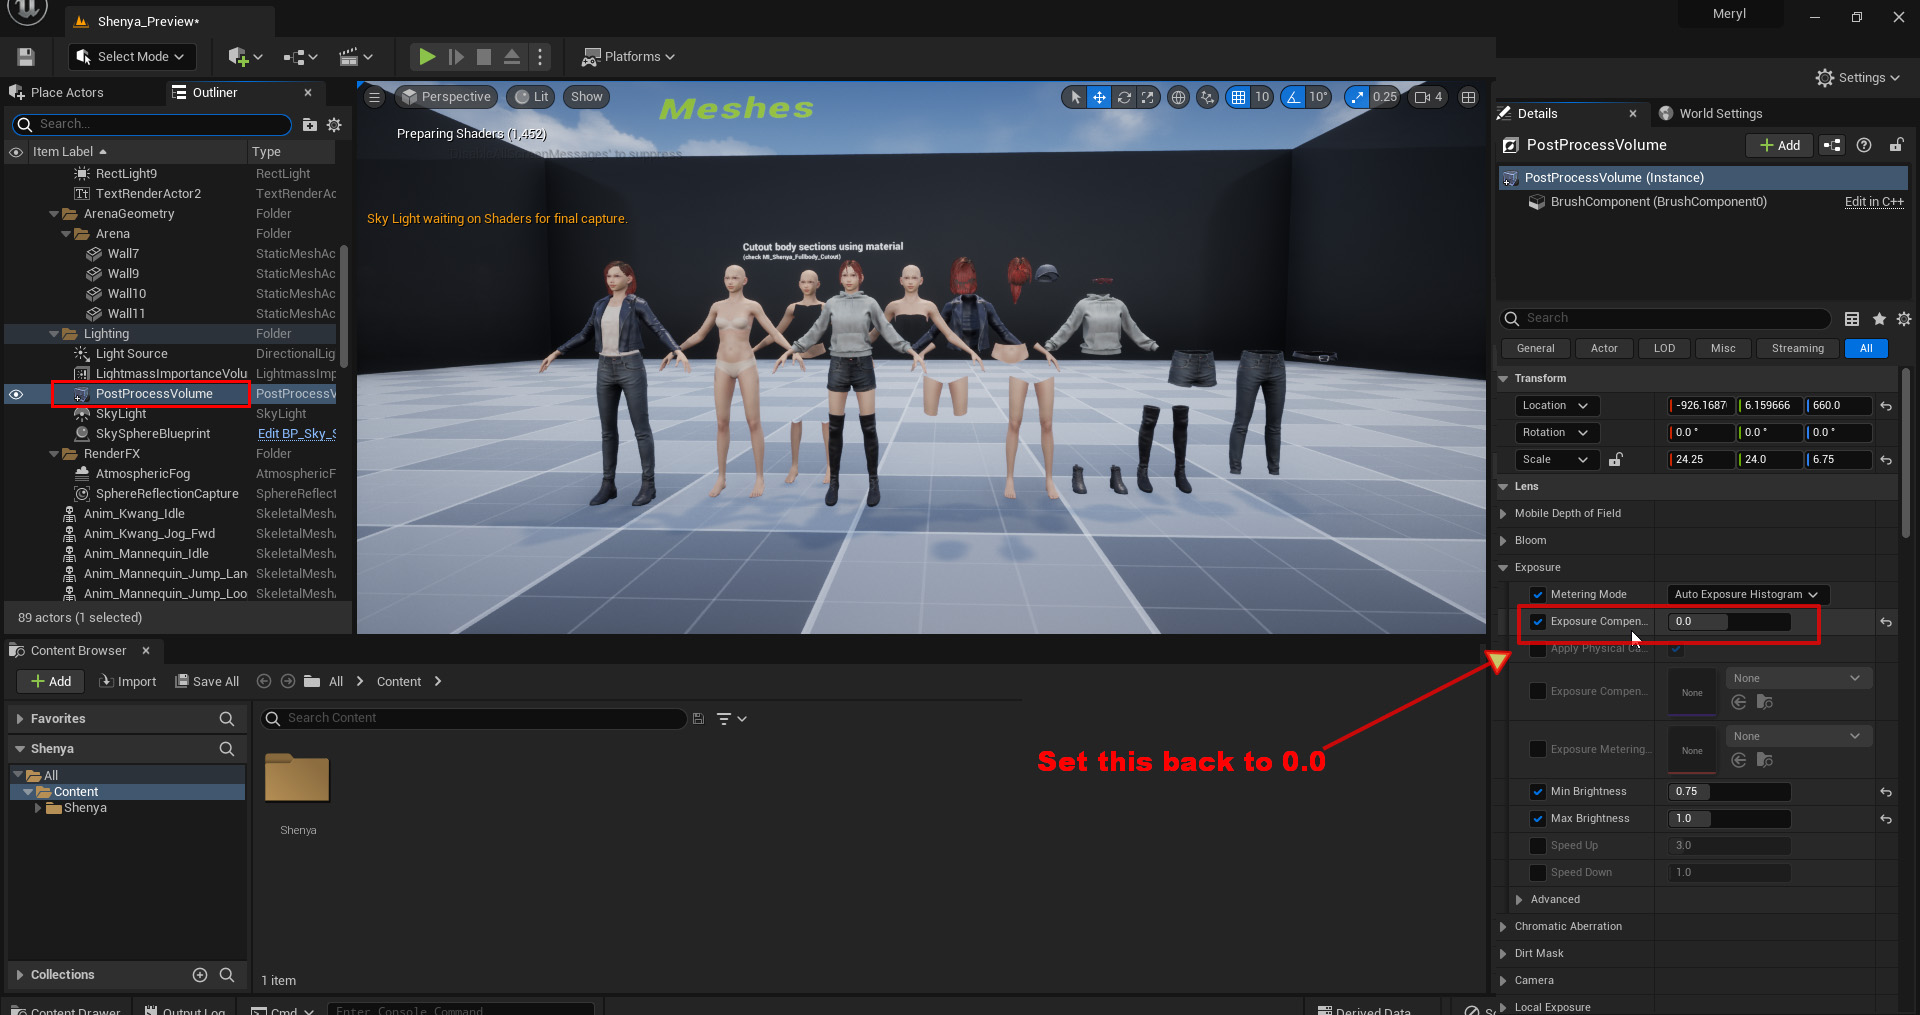 Shenya_Preview*
Meryl
Select Mode
Platforms
Settings
Place Actors
Outliner
Search...
Item Label
Type
RectLight9
RectLight
TextRenderActor2
TextRenderAc
ArenaGeometry
Folder
Arena
Folder
Wall7
StaticMeshAc
Wall9
StaticMeshAc
Wall10
StaticMeshAc
Wall11
StaticMeshAc
Lighting
Folder
Light Source
DirectionalLig
LightmassImportanceVolu
LightmassImp
PostProcessVolume
PostProcessV
SkyLight
SkyLight
SkySphereBlueprint
Edit BP_Sky_S
RenderFX
Folder
AtmosphericFog
AtmosphericF
SphereReflectionCapture
SphereReflect
Anim_Kwang_Idle
SkeletalMesh
Anim_Kwang_Jog_Fwd
SkeletalMesh
Anim_Mannequin_Idle
SkeletalMesh
Anim_Mannequin_Jump_Lan
SkeletalMesh
Anim_Mannequin_Jump_Loo
SkeletalMesh
89 actors (1 selected)
Perspective
Lit
Show
Meshes
10
10°
0.25
4
Preparing Shaders (1,452)
Messages' to suppress
Sky Light waiting on Shaders for final capture.
Cutout body sections using material
(check MI_Shenya_Fullbody_Cutout)
Details
World Settings
PostProcessVolume
Add
PostProcessVolume (Instance)
BrushComponent (BrushComponent0)
Edit in C++
Search
General
Actor
LOD
Misc
Streaming
All
Transform
Location
-926.1687
6.159666
660.0
Rotation
0.0 °
0.0 °
0.0 °
Scale
24.25
24.0
6.75
Lens
Mobile Depth of Field
Bloom
Exposure
Metering Mode
Auto Exposure Histogram
Exposure Compen...
0.0
Apply Physical Ca...
Exposure Compen...
None
None
Exposure Metering...
None
None
Min Brightness
0.75
Max Brightness
1.0
Speed Up
3.0
Speed Down
1.0
Advanced
Chromatic Aberration
Dirt Mask
Camera
Local Exposure
Set this back to 0.0
Content Browser
Add
Import
Save All
All
Content
Favorites
Search Content
Shenya
All
Content
Shenya
Shenya
Collections
1 item
Content Drawer
Output Log
Cmd
Enter Console Command
Derived Data